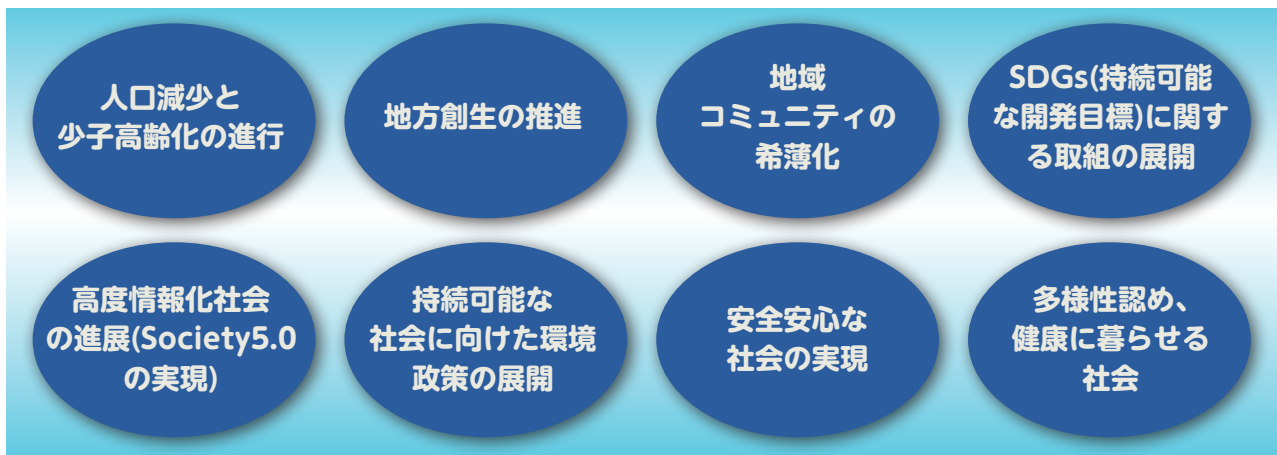 人口減少と
少子高齢化の進行
地方創生の推進
地域
コミュニティの
希薄化
SDGs(持続可能
な開発目標)に関す
る取組の展開
高度情報化社会
の進展(Society5.0
の実現)
持続可能な
社会に向けた環境
政策の展開
安全安心な
社会の実現
多様性認め、
健康に暮らせる
社会